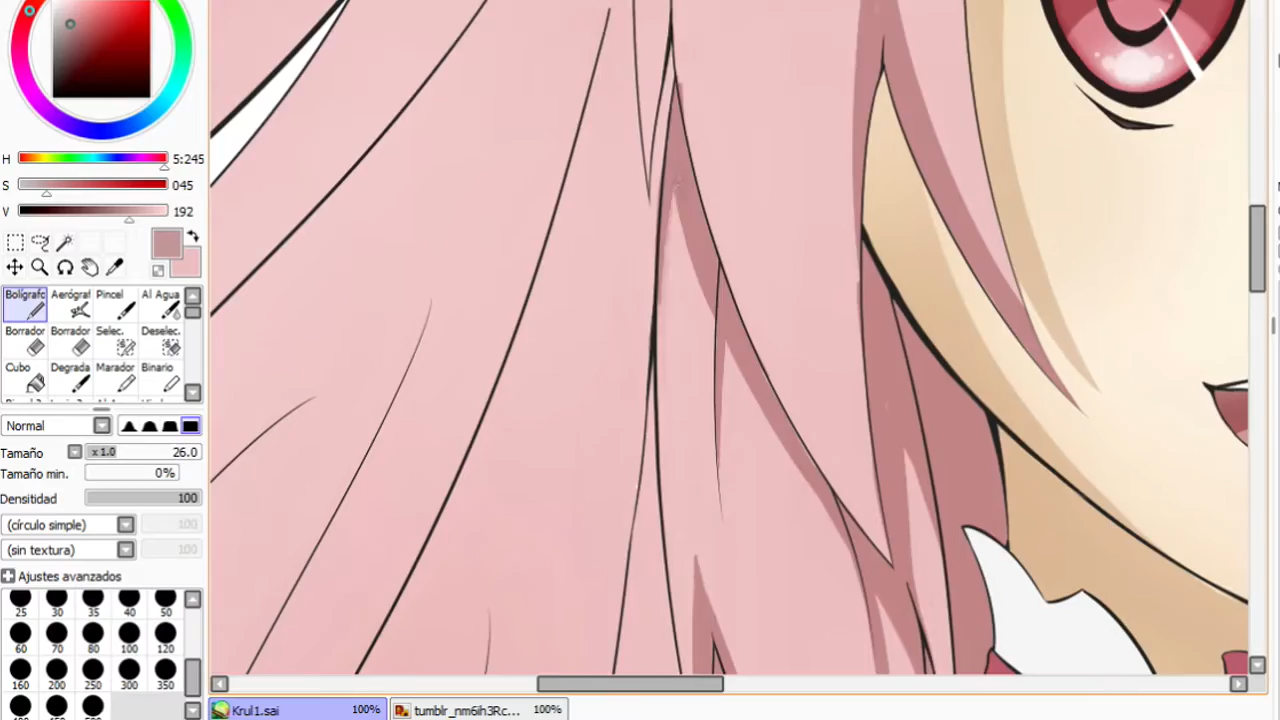 H 5:245
S 045
V 192
Bolígrafo Aerógraf Pincel Al Agua
Borrador Borrador Selec. Deselec.
Cubo Degrada Marador Binario
Normal
Tamaño x 1.0 26.0
Tamaño min. 0%
Densitidad 100
(círculo simple) 100
(sin textura) 100
Ajustes avanzados
25 30 35 40 50
60 70 80 100 120
160 200 250 300 350
Krul1.sai 100% tumblr_nm6ih3Rc... 100%